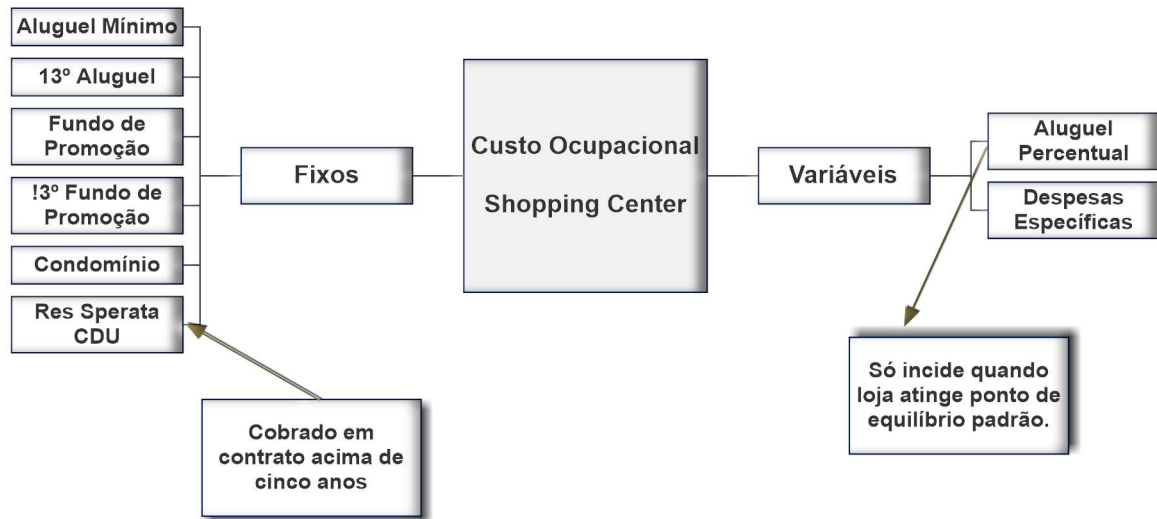 Aluguel Mínimo
13º Aluguel
Fundo de
Promoção
!3º Fundo de
Promoção
Condomínio
Res Sperata
CDU
Fixos
Cobrado em
contrato acima de
cinco anos
Custo Ocupacional
Shopping Center
Variáveis
Aluguel
Percentual
Despesas
Específicas
Só incide quando
loja atinge ponto de
equilíbrio padrão.